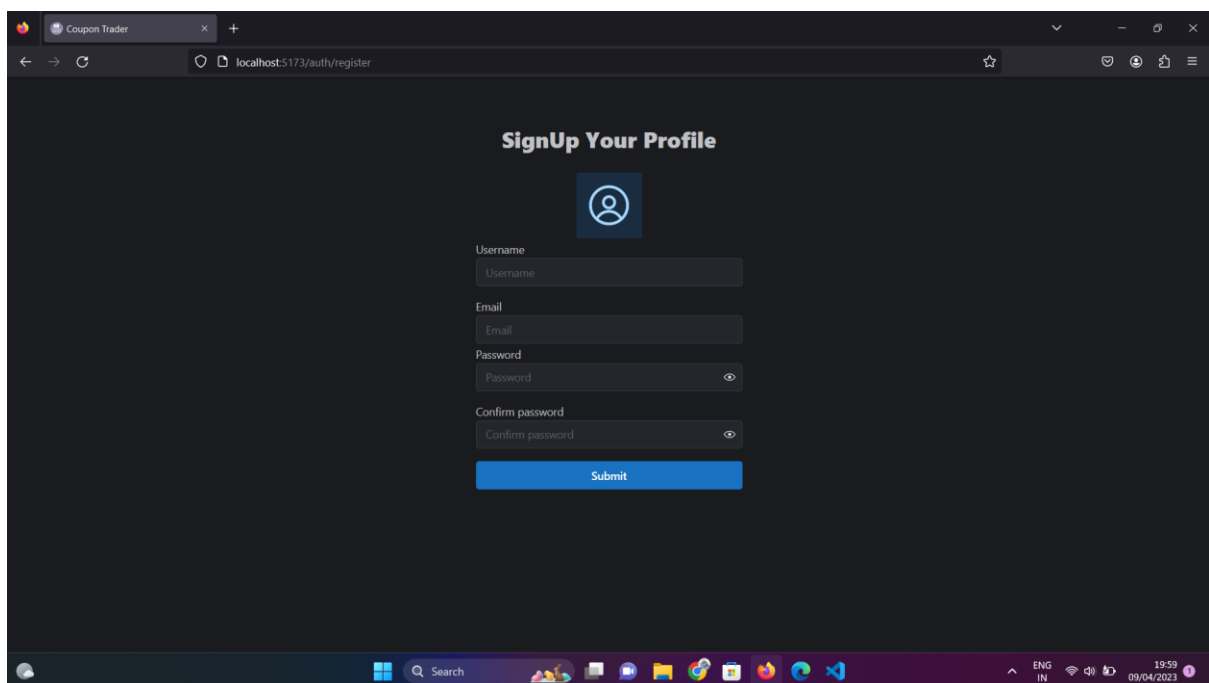 Coupon Trader
localhost:5173/auth/register
SignUp Your Profile
Username
Username
Email
Email
Password
Password
Confirm password
Confirm password
Submit
Search
ENG
IN
19:59
09/04/2023
1